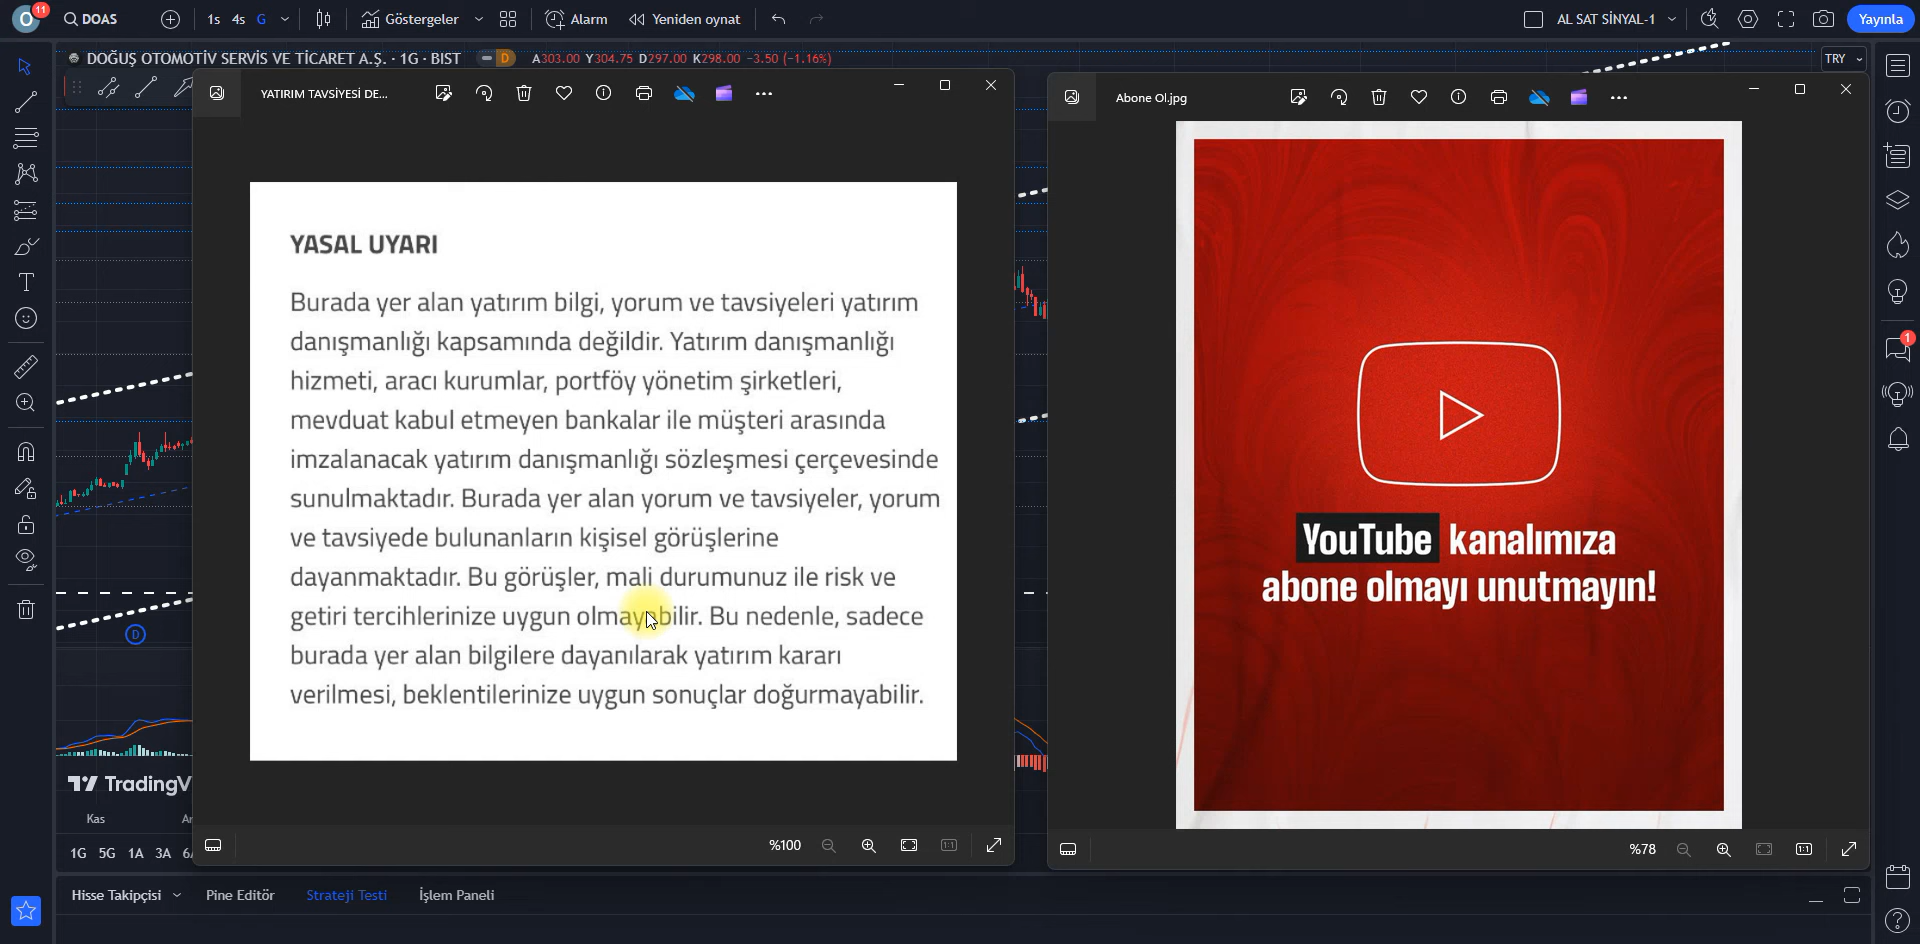 O 11 DOAS 1s 4s G Göstergeler Alarm Yeniden oynat AL SAT SİNYAL-1 Yayınla
DOĞUŞ OTOMOTİV SERVİS VE TİCARET A.Ş. · 1G · BIST D A303.00 Y304.75 D297.00 K298.00 -3.50 (-1.16%) TRY
YATIRIM TAVSİYESİ DE...
YASAL UYARI
Burada yer alan yatırım bilgi, yorum ve tavsiyeleri yatırım
danışmanlığı kapsamında değildir. Yatırım danışmanlığı
hizmeti, aracı kurumlar, portföy yönetim şirketleri,
mevduat kabul etmeyen bankalar ile müşteri arasında
imzalanacak yatırım danışmanlığı sözleşmesi çerçevesinde
sunulmaktadır. Burada yer alan yorum ve tavsiyeler, yorum
ve tavsiyede bulunanların kişisel görüşlerine
dayanmaktadır. Bu görüşler, mali durumunuz ile risk ve
getiri tercihlerinize uygun olmayabilir. Bu nedenle, sadece
burada yer alan bilgilere dayanılarak yatırım kararı
verilmesi, beklentilerinize uygun sonuçlar doğurmayabilir.
%100 1:1
Abone Ol.jpg
YouTube kanalımıza
abone olmayı unutmayın!
%78 1:1
1
D
TradingV
Kas
1G 5G 1A 3A
Hisse Takipçisi Pine Editör Strateji Testi İşlem Paneli